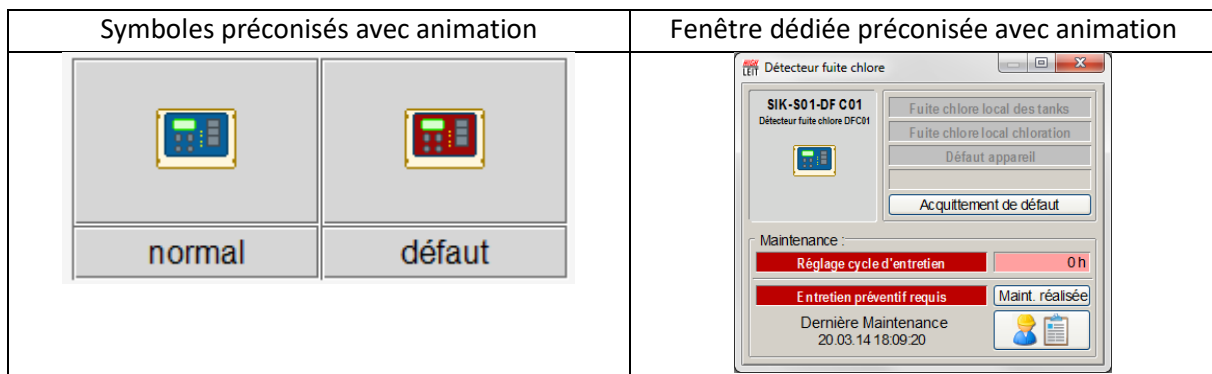 Symboles préconisés avec animation
Fenêtre dédiée préconisée avec animation
normal
défaut
LEIT
Détecteur fuite chlore
SIK-S01-DF C01
Détecteur fuite chlore DFC01
Fuite chlore local des tanks
Fuite chlore local chloration
Défaut appareil
Acquittement de défaut
Maintenance :
Réglage cycle d'entretien
0 h
Entretien préventif requis
Maint. réalisée
Dernière Maintenance
20.03.14 18:09:20